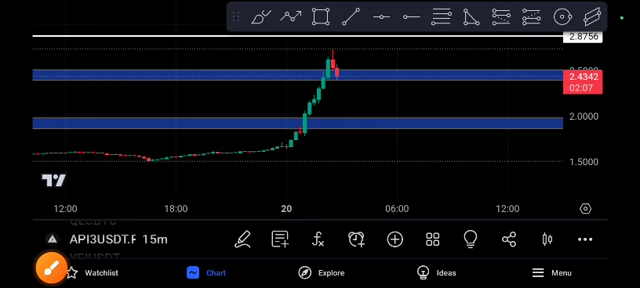 2.8756
2.4342
02:07
2.0000
1.5000
12:00 18:00 20 06:00 12:00
API3USDT.P 15m
Watchlist Chart Explore Ideas Menu